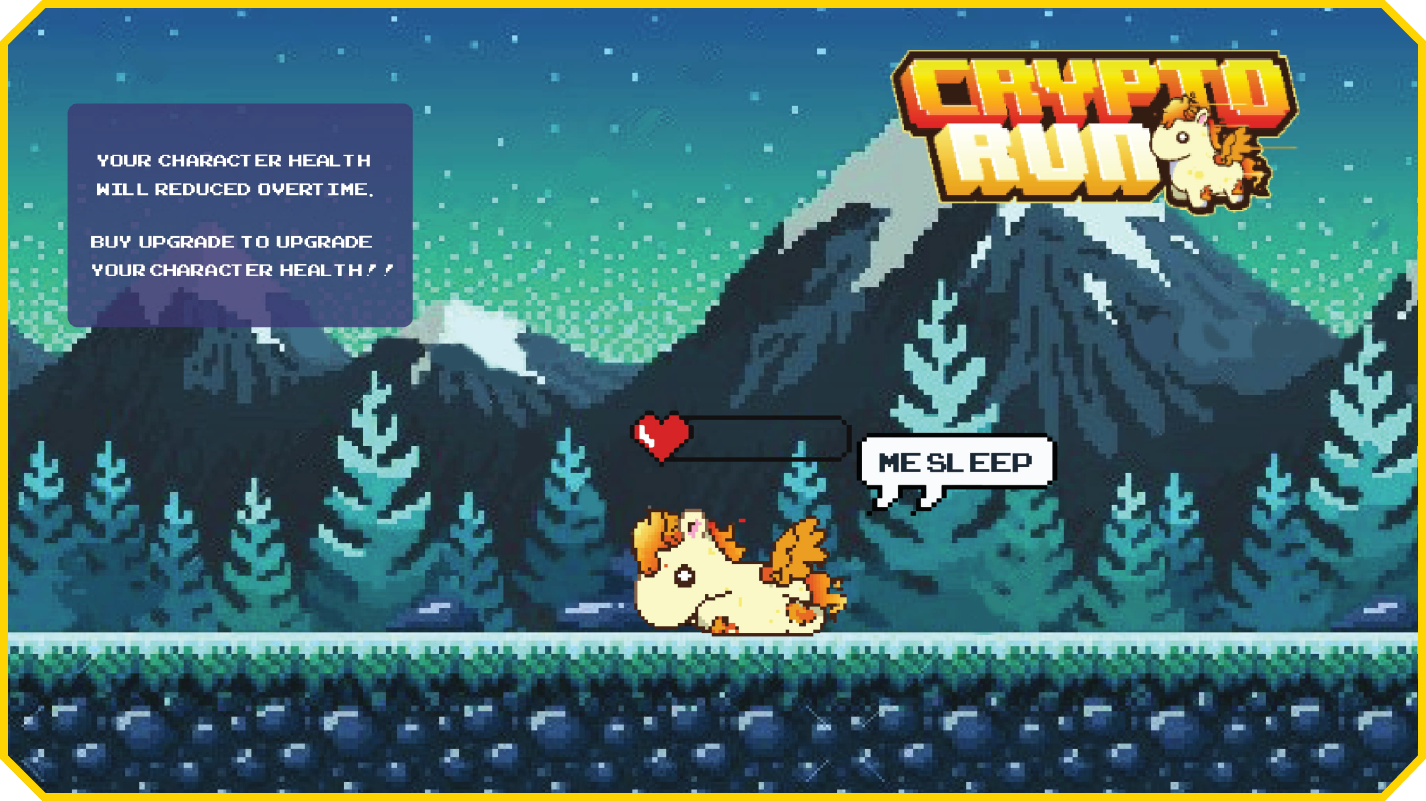 CRYPTO
RUN
YOUR CHARACTER HEALTH
WILL REDUCED OVERTIME.
BUY UPGRADE TO UPGRADE
YOUR CHARACTER HEALTH!!
ME SLEEP